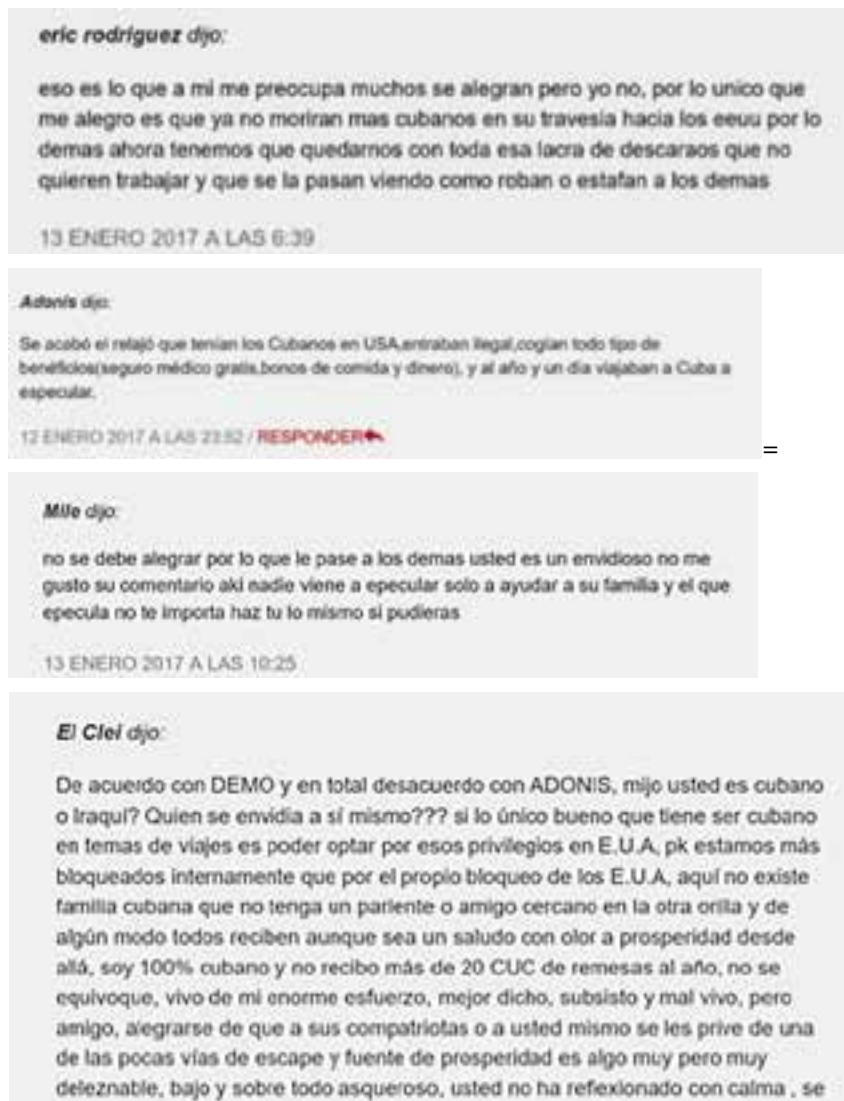 eric rodriguez dijo:
eso es lo que a mi me preocupa muchos se alegran pero yo no, por lo unico que
me alegro es que ya no moriran mas cubanos en su travesia hacia los eeuu por lo
demas ahora tenemos que quedarnos con toda esa lacra de descaraos que no
quieren trabajar y que se la pasan viendo como roban o estafan a los demas
13 ENERO 2017 A LAS 6:39
Adonis dijo:
Se acabó el relajó que tenían los Cubanos en USA,entraban ilegal,cogían todo tipo de
benéficios(seguro médico gratis,bonos de comida y dinero), y al año y un día viajaban a Cuba a
especular.
12 ENERO 2017 A LAS 23:52 / RESPONDER
=
Mile dijo:
no se debe alegrar por lo que le pase a los demas usted es un envidioso no me
gusto su comentario aki nadie viene a epecular solo a ayudar a su familia y el que
epecula no te importa haz tu lo mismo si pudieras
13 ENERO 2017 A LAS 10:25
El Clei dijo:
De acuerdo con DEMO y en total desacuerdo con ADONIS, mijo usted es cubano
o Iraquí? Quien se envidia a sí mismo??? si lo único bueno que tiene ser cubano
en temas de viajes es poder optar por esos privilegios en E.U.A, pk estamos más
bloqueados internamente que por el propio bloqueo de los E.U.A, aquí no existe
familia cubana que no tenga un pariente o amigo cercano en la otra orilla y de
algún modo todos reciben aunque sea un saludo con olor a prosperidad desde
allá, soy 100% cubano y no recibo más de 20 CUC de remesas al año, no se
equivoque, vivo de mi enorme esfuerzo, mejor dicho, subsisto y mal vivo, pero
amigo, alegrarse de que a sus compatriotas o a usted mismo se les prive de una
de las pocas vías de escape y fuente de prosperidad es algo muy pero muy
deleznable, bajo y sobre todo asqueroso, usted no ha reflexionado con calma , se